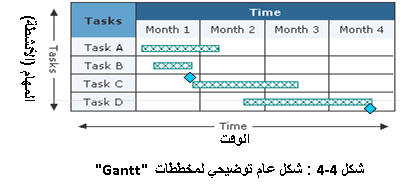 Tasks
Time
Month 1
Month 2
Month 3
Month 4
Task A
Task B
Task C
Task D
Tasks
المهام (الأنشطة)
Time
الوقت
شكل 4-4 : شكل عام توضيحي لمخططات "Gantt"